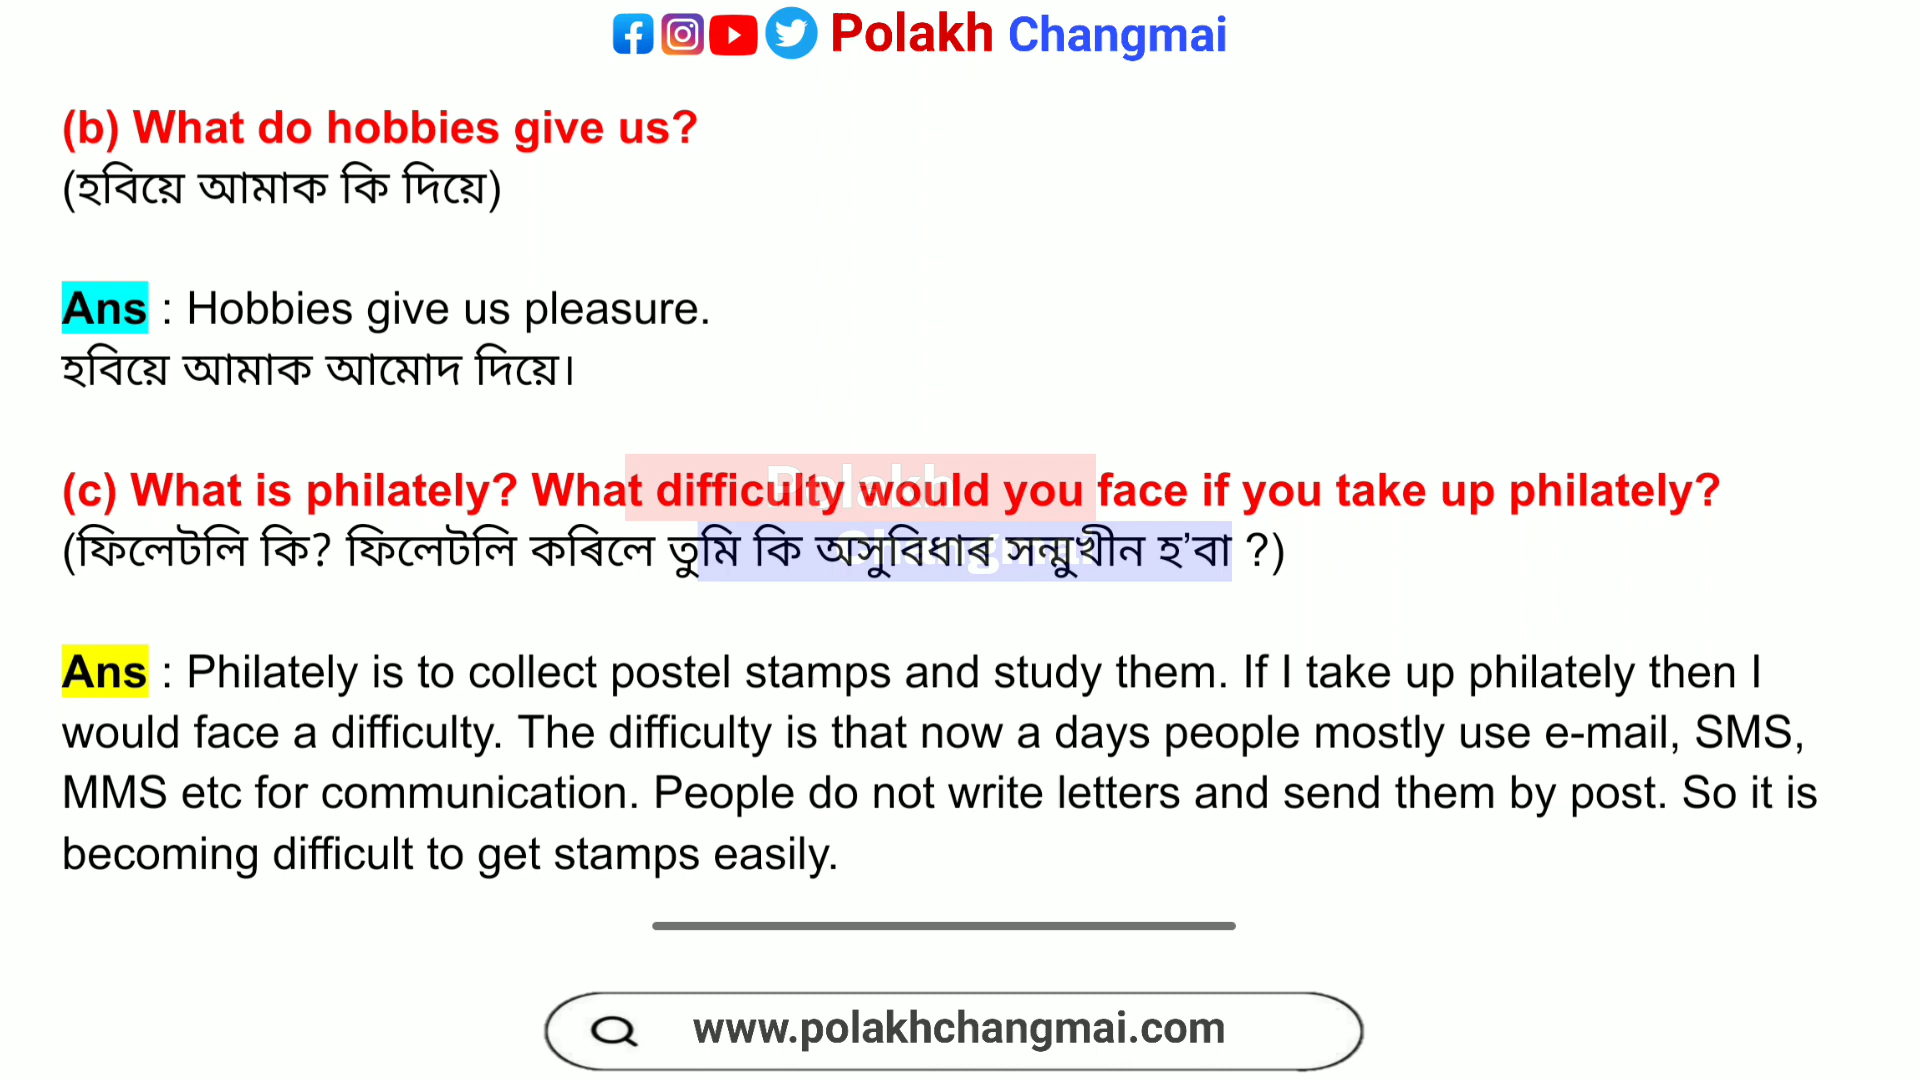 Polakh Changmai
(b) What do hobbies give us?
(হবিয়ে আমাক কি দিয়ে)
Ans : Hobbies give us pleasure.
হবিয়ে আমাক আমোদ দিয়ে।
(c) What is philately? What difficulty would you face if you take up philately?
Polakh
(ফিলেটলি কি? ফিলেটলি কৰিলে তুমি কি অসুবিধাৰ সন্মুখীন হ’বা ?)
Changmai
Ans : Philately is to collect postel stamps and study them. If I take up philately then I
would face a difficulty. The difficulty is that now a days people mostly use e-mail, SMS,
MMS etc for communication. People do not write letters and send them by post. So it is
becoming difficult to get stamps easily.
www.polakhchangmai.com